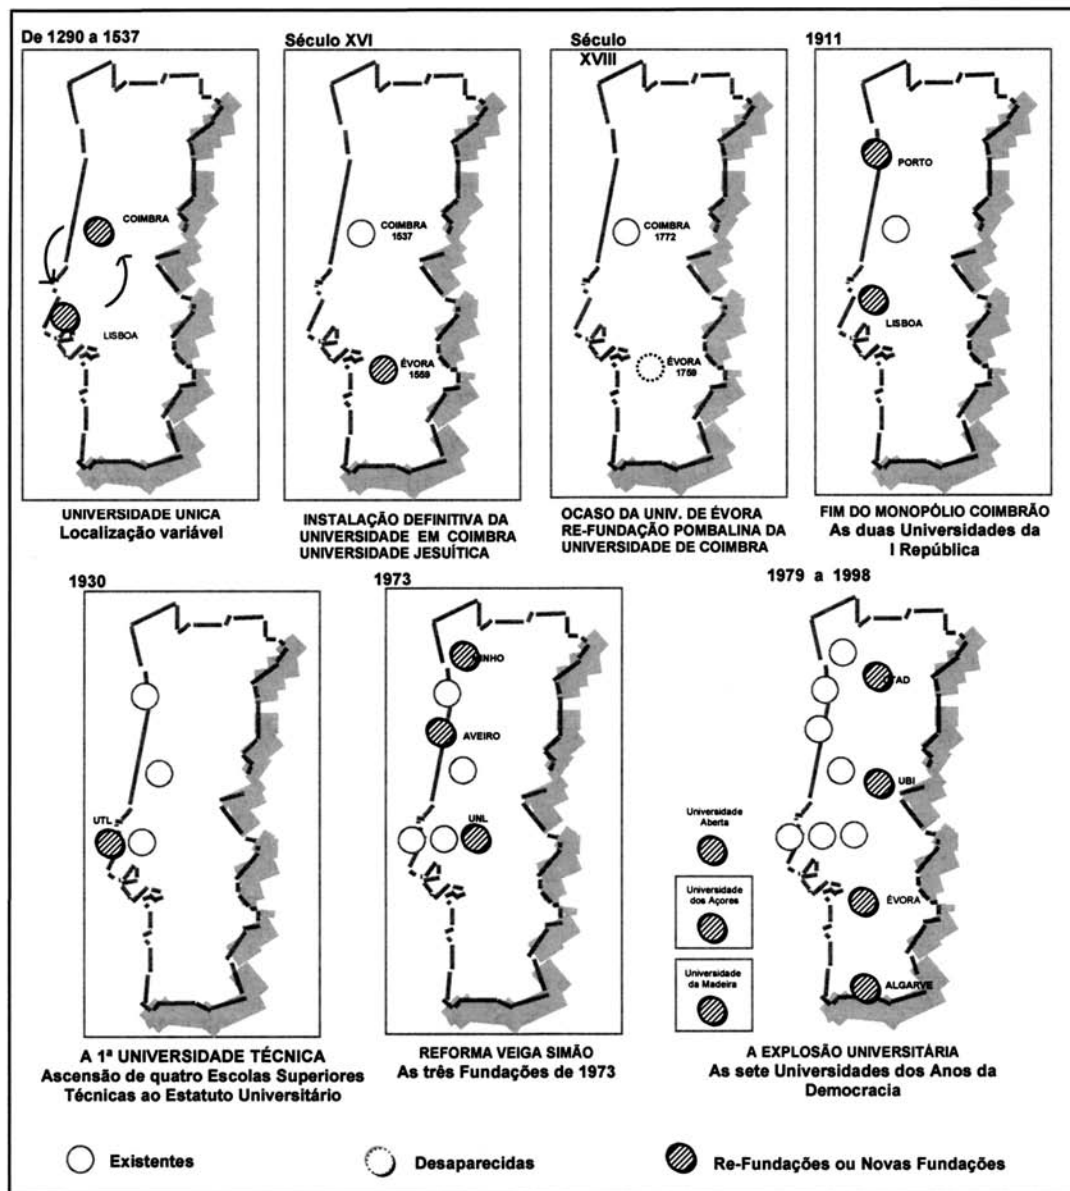 De 1290 a 1537
COIMBRA
LISBOA
UNIVERSIDADE UNICA
Localização variável
Século XVI
COIMBRA
1537
ÉVORA
1559
INSTALAÇÃO DEFINITIVA DA
UNIVERSIDADE EM COIMBRA
UNIVERSIDADE JESUÍTICA
Século
XVIII
COIMBRA
1772
ÉVORA
1759
OCASO DA UNIV. DE ÉVORA
RE-FUNDAÇÃO POMBALINA DA
UNIVERSIDADE DE COIMBRA
1911
PORTO
LISBOA
FIM DO MONOPÓLIO COIMBRÃO
As duas Universidades da
I República
1930
UTL
A 1ª UNIVERSIDADE TÉCNICA
Ascensão de quatro Escolas Superiores
Técnicas ao Estatuto Universitário
1973
MINHO
AVEIRO
UNL
REFORMA VEIGA SIMÃO
As três Fundações de 1973
1979 a 1998
UTAD
UBI
Universidade
Aberta
Universidade
dos Açores
ÉVORA
Universidade
da Madeira
ALGARVE
A EXPLOSÃO UNIVERSITÁRIA
As sete Universidades dos Anos da
Democracia
Existentes
Desaparecidas
Re-Fundações ou Novas Fundações